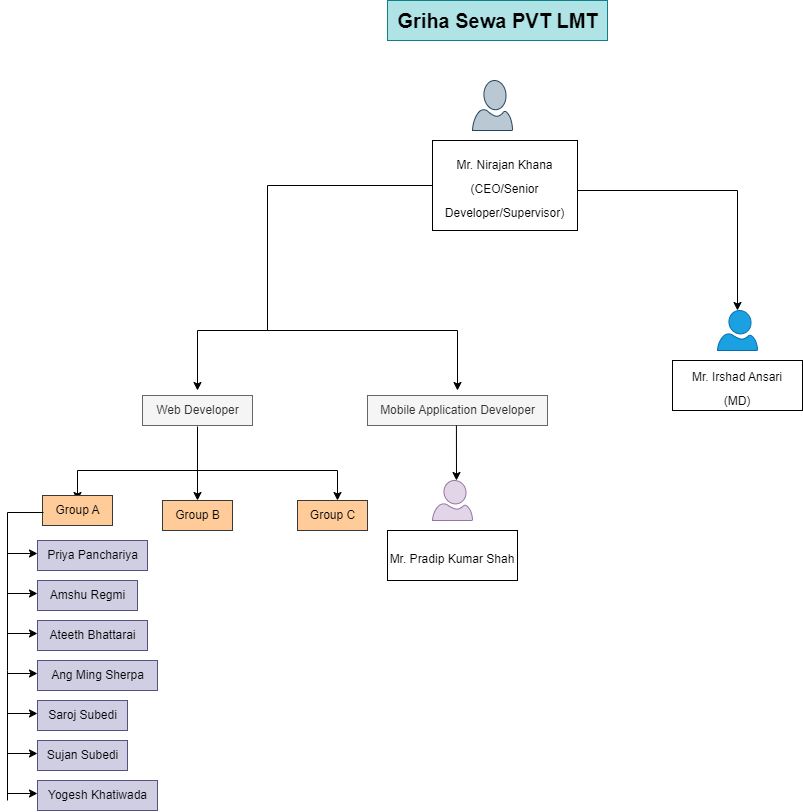 Griha Sewa PVT LMT
Mr. Nirajan Khana
(CEO/Senior
Developer/Supervisor)
Mr. Irshad Ansari
(MD)
Web Developer
Mobile Application Developer
Group A
Group B
Group C
Mr. Pradip Kumar Shah
Priya Panchariya
Amshu Regmi
Ateeth Bhattarai
Ang Ming Sherpa
Saroj Subedi
Sujan Subedi
Yogesh Khatiwada